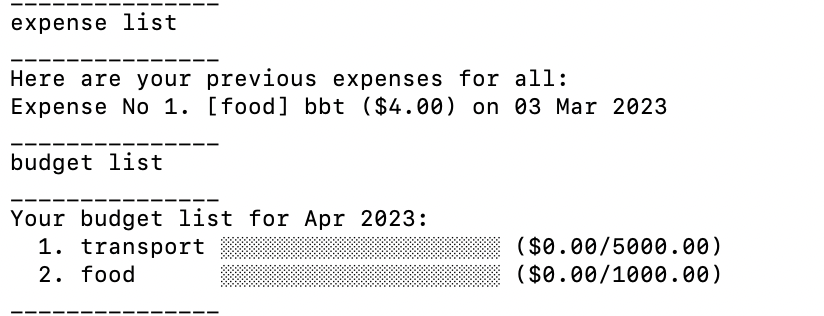 _______________
expense list
_______________
Here are your previous expenses for all:
Expense No 1. [food] bbt ($4.00) on 03 Mar 2023
_______________
budget list
_______________
Your budget list for Apr 2023:
  1. transport ░░░░░░░░░░░░░░░░░░░░ ($0.00/5000.00)
  2. food      ░░░░░░░░░░░░░░░░░░░░ ($0.00/1000.00)
_______________